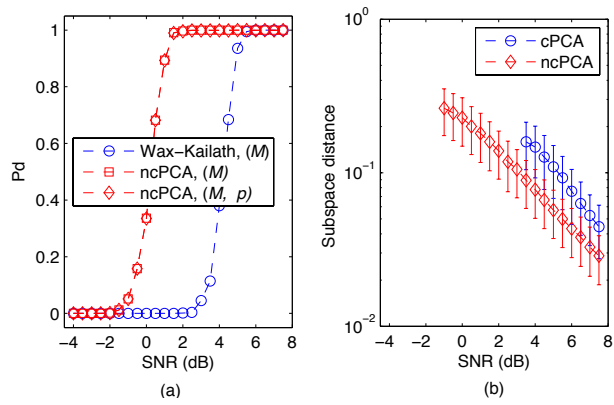 1
0.8
0.6
0.4
0.2
0
Pd
Wax−Kailath, (M)
ncPCA, (M)
ncPCA, (M, p)
−4 −2 0 2 4 6 8
SNR (dB)
(a)
10^0
10^−1
10^−2
Subspace distance
cPCA
ncPCA
−4 −2 0 2 4 6 8
SNR (dB)
(b)